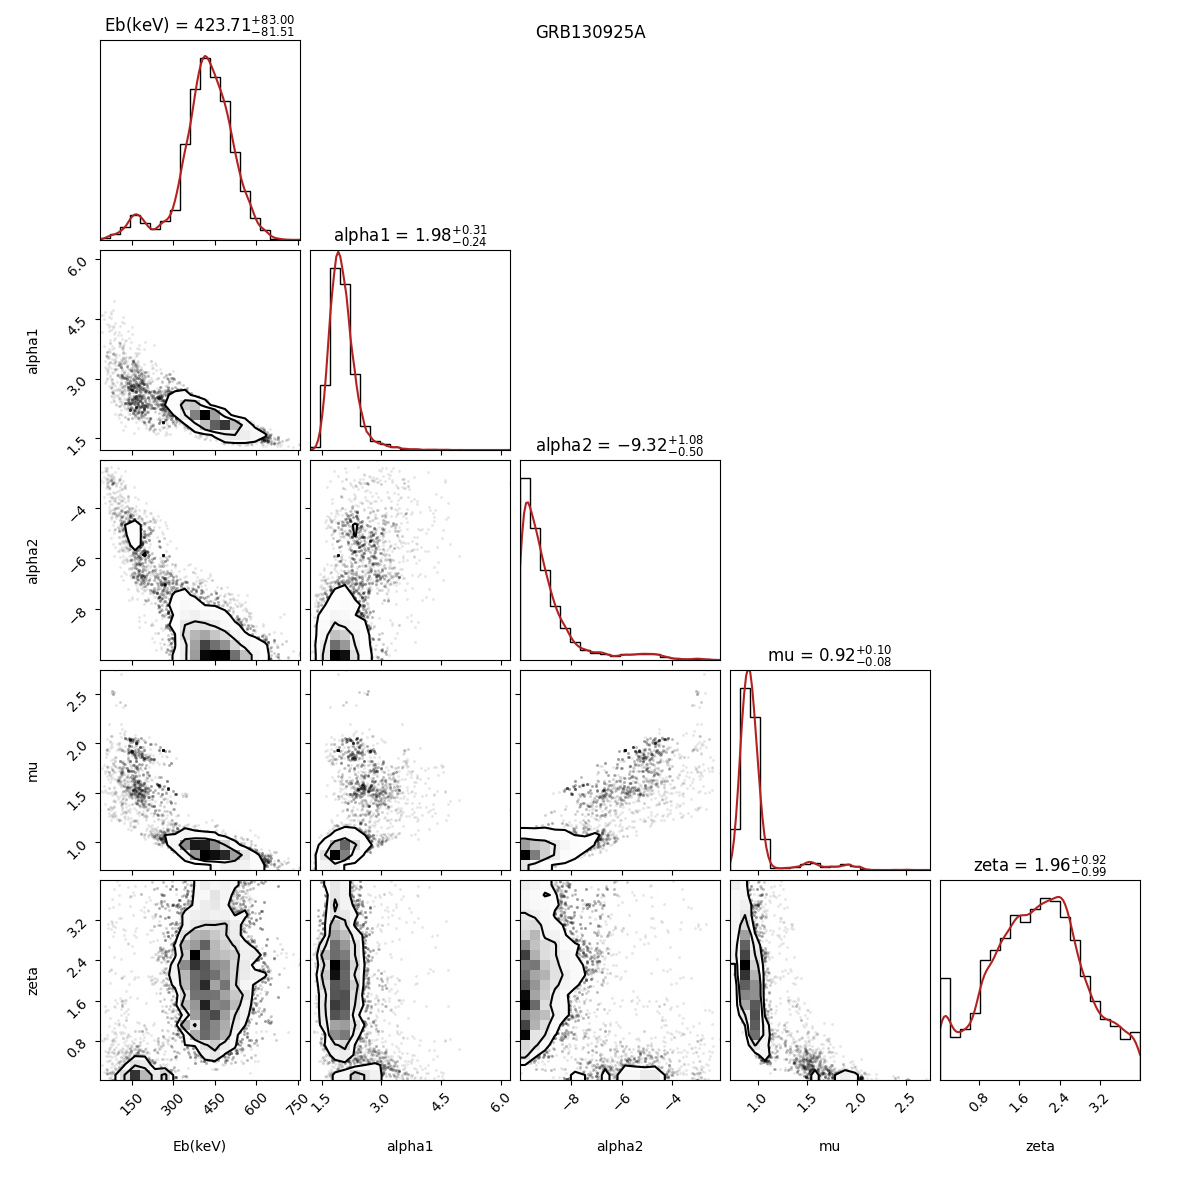 Eb(keV) = 423.71+83.00−81.51
GRB130925A
alpha1 = 1.98+0.31−0.24
6.0
4.5
3.0
1.5
alpha1
alpha2 = −9.32+1.08−0.50
−4
−6
−8
alpha2
mu = 0.92+0.10−0.08
2.5
2.0
1.5
1.0
mu
zeta = 1.96+0.92−0.99
3.2
2.4
1.6
0.8
zeta
150 300 450 600 750 1.5 3.0 4.5 6.0 −8 −6 −4 1.0 1.5 2.0 2.5 0.8 1.6 2.4 3.2
Eb(keV) alpha1 alpha2 mu zeta